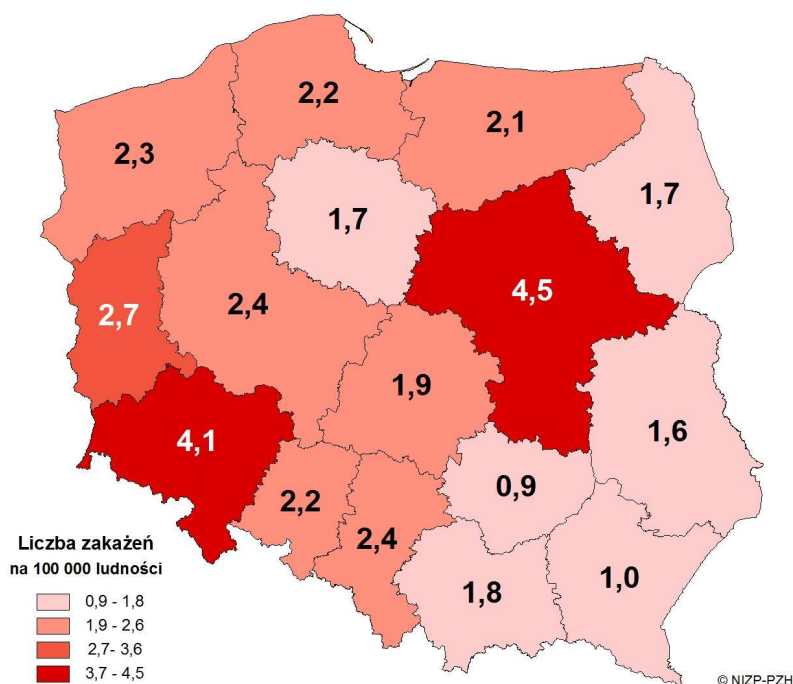 2,2
2,1
2,3
1,7
1,7
4,5
2,4
2,7
1,9
1,6
4,1
0,9
2,2
2,4
1,0
1,8
Liczba zakażeń
na 100 000 ludności
0,9 - 1,8
1,9 - 2,6
2,7- 3,6
3,7 - 4,5
© NIZP-PZH